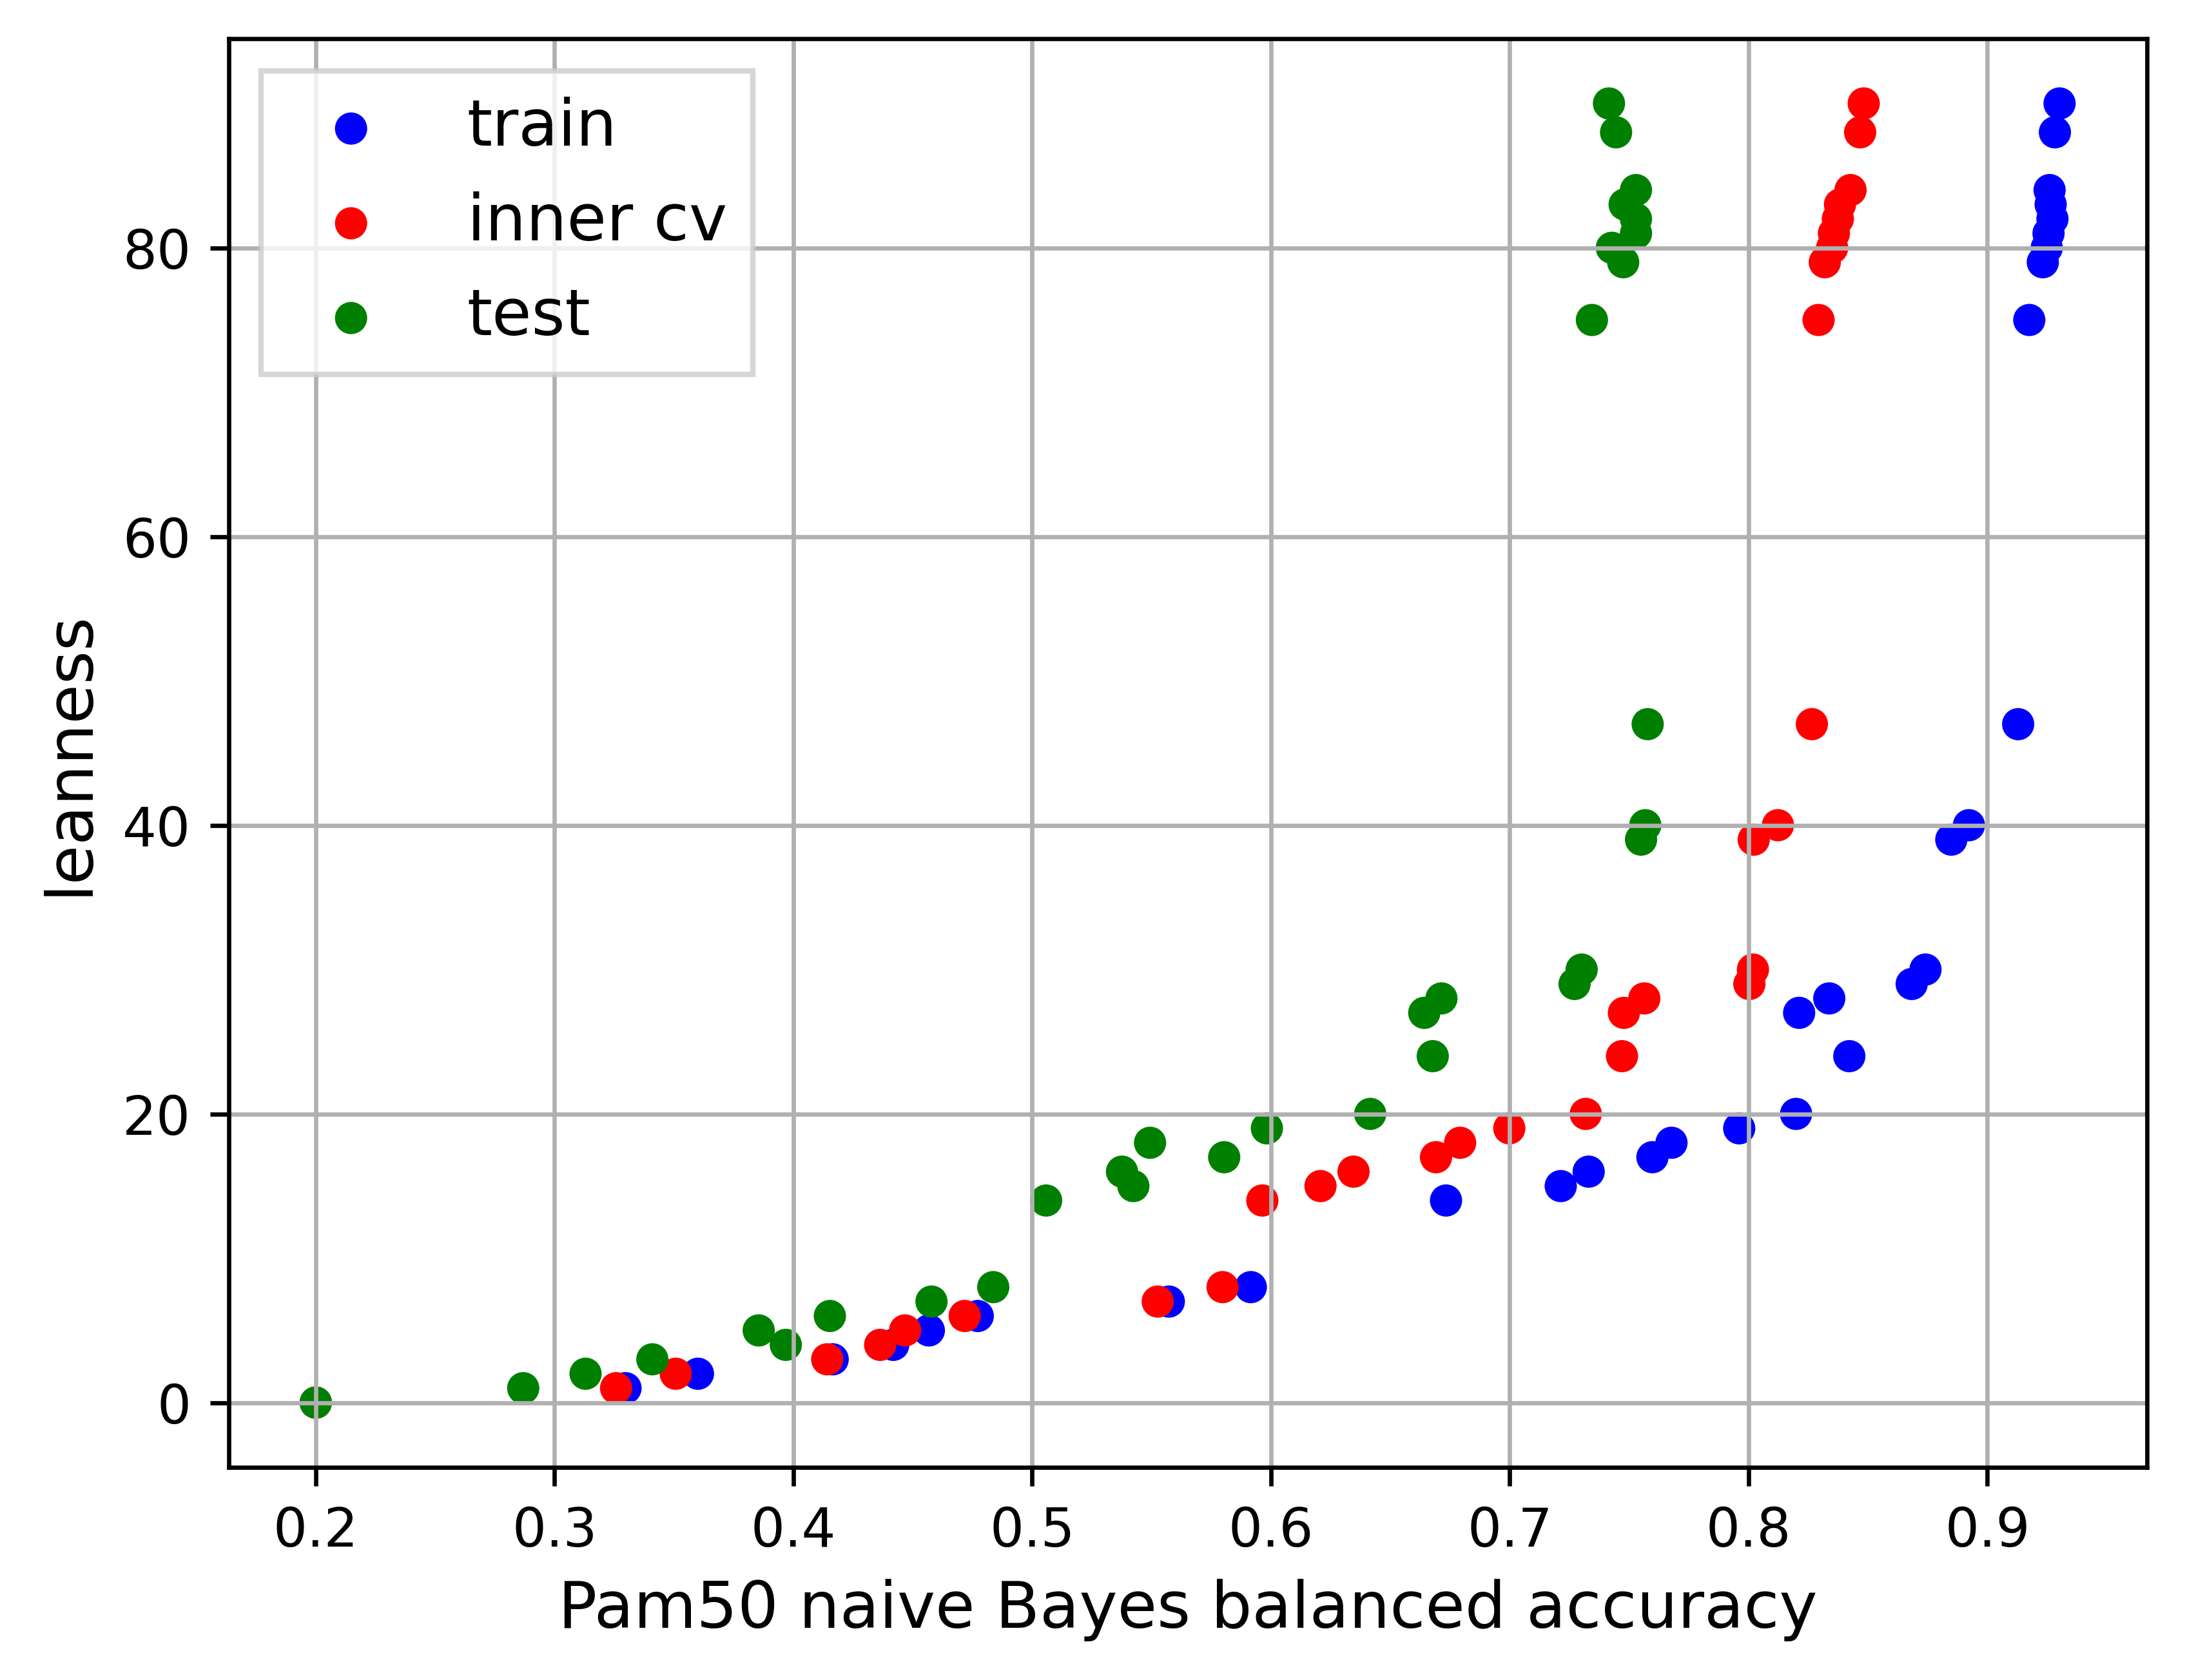 train
inner cv
test
80
60
40
20
0
leanness
0.2 0.3 0.4 0.5 0.6 0.7 0.8 0.9
Pam50 naive Bayes balanced accuracy